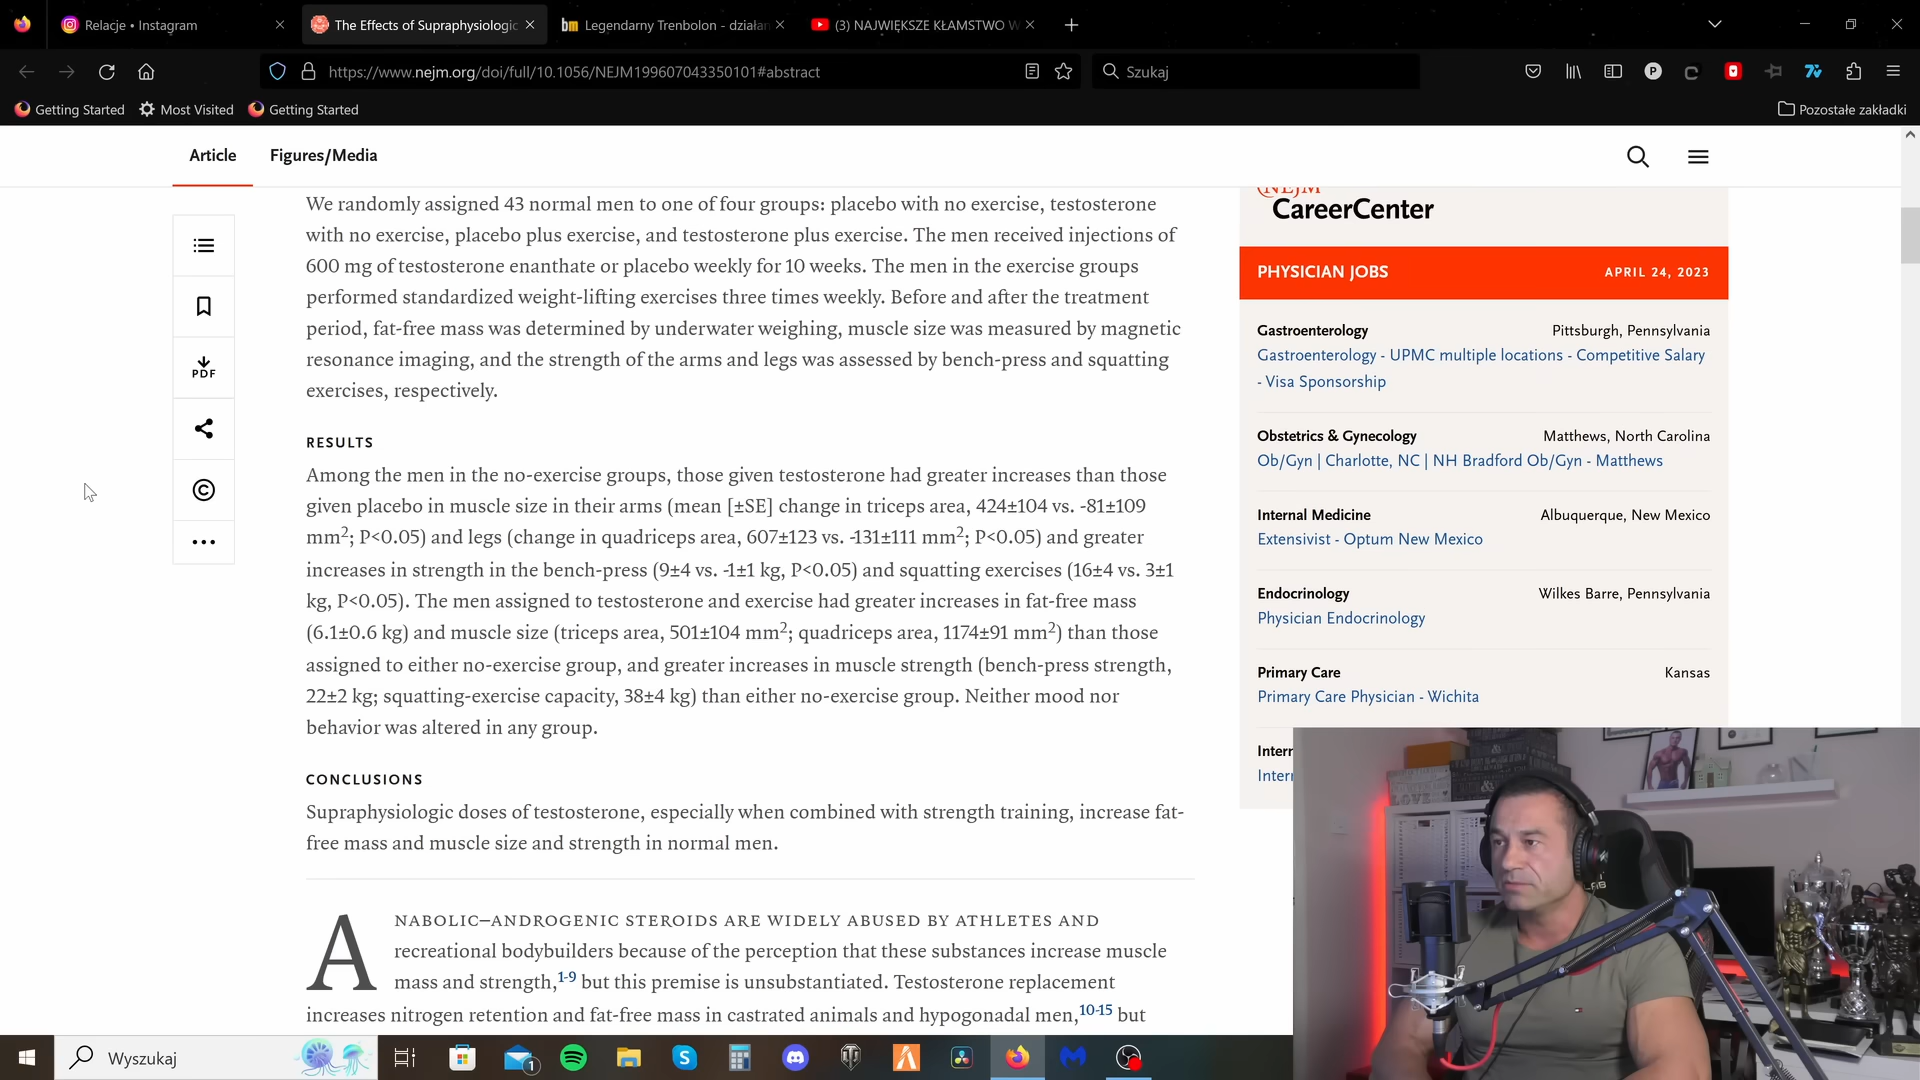 Relacje • Instagram
The Effects of Supraphysiologic
Legendarny Trenbolon - działan
(3) NAJWIĘKSZE KŁAMSTWO W
https://www.nejm.org/doi/full/10.1056/NEJM199607043350101#abstract
Szukaj
Getting Started
Most Visited
Getting Started
Pozostałe zakładki
Article
Figures/Media
We randomly assigned 43 normal men to one of four groups: placebo with no exercise, testosterone
with no exercise, placebo plus exercise, and testosterone plus exercise. The men received injections of
600 mg of testosterone enanthate or placebo weekly for 10 weeks. The men in the exercise groups
performed standardized weight-lifting exercises three times weekly. Before and after the treatment
period, fat-free mass was determined by underwater weighing, muscle size was measured by magnetic
resonance imaging, and the strength of the arms and legs was assessed by bench-press and squatting
exercises, respectively.
RESULTS
Among the men in the no-exercise groups, those given testosterone had greater increases than those
given placebo in muscle size in their arms (mean [±SE] change in triceps area, 424±104 vs. -81±109
mm²; P<0.05) and legs (change in quadriceps area, 607±123 vs. -131±111 mm²; P<0.05) and greater
increases in strength in the bench-press (9±4 vs. -1±1 kg, P<0.05) and squatting exercises (16±4 vs. 3±1
kg, P<0.05). The men assigned to testosterone and exercise had greater increases in fat-free mass
(6.1±0.6 kg) and muscle size (triceps area, 501±104 mm²; quadriceps area, 1174±91 mm²) than those
assigned to either no-exercise group, and greater increases in muscle strength (bench-press strength,
22±2 kg; squatting-exercise capacity, 38±4 kg) than either no-exercise group. Neither mood nor
behavior was altered in any group.
CONCLUSIONS
Supraphysiologic doses of testosterone, especially when combined with strength training, increase fat-
free mass and muscle size and strength in normal men.
ANABOLIC–ANDROGENIC STEROIDS ARE WIDELY ABUSED BY ATHLETES AND
recreational bodybuilders because of the perception that these substances increase muscle
mass and strength,1-9 but this premise is unsubstantiated. Testosterone replacement
increases nitrogen retention and fat-free mass in castrated animals and hypogonadal men,10-15 but
PDF
NEJM
CareerCenter
PHYSICIAN JOBS
APRIL 24, 2023
Gastroenterology
Pittsburgh, Pennsylvania
Gastroenterology - UPMC multiple locations - Competitive Salary
- Visa Sponsorship
Obstetrics & Gynecology
Matthews, North Carolina
Ob/Gyn | Charlotte, NC | NH Bradford Ob/Gyn - Matthews
Internal Medicine
Albuquerque, New Mexico
Extensivist - Optum New Mexico
Endocrinology
Wilkes Barre, Pennsylvania
Physician Endocrinology
Primary Care
Kansas
Primary Care Physician - Wichita
Intern
Intern
Wyszukaj
1